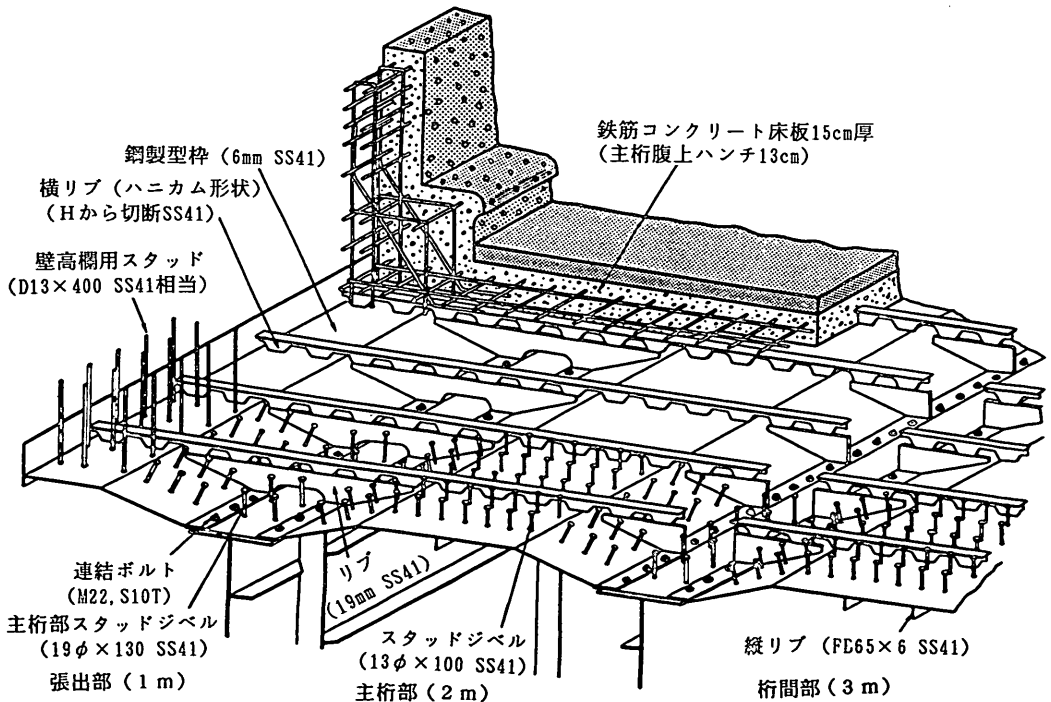 鉄筋コンクリート床板15cm厚
(主桁腹上ハンチ13cm)
鋼製型枠 (6mm SS41)
横リブ (ハニカム形状)
(Hから切断SS41)
壁高欄用スタッド
(D13×400 SS41相当)
連結ボルト
(M22,S10T)
主桁部スタッドジベル
(19φ×130 SS41)
張出部 (1m)
リブ
(19mm SS41)
スタッドジベル
(13φ×100 SS41)
主桁部 (2m)
縦リブ (FE65×6 SS41)
桁間部 (3m)